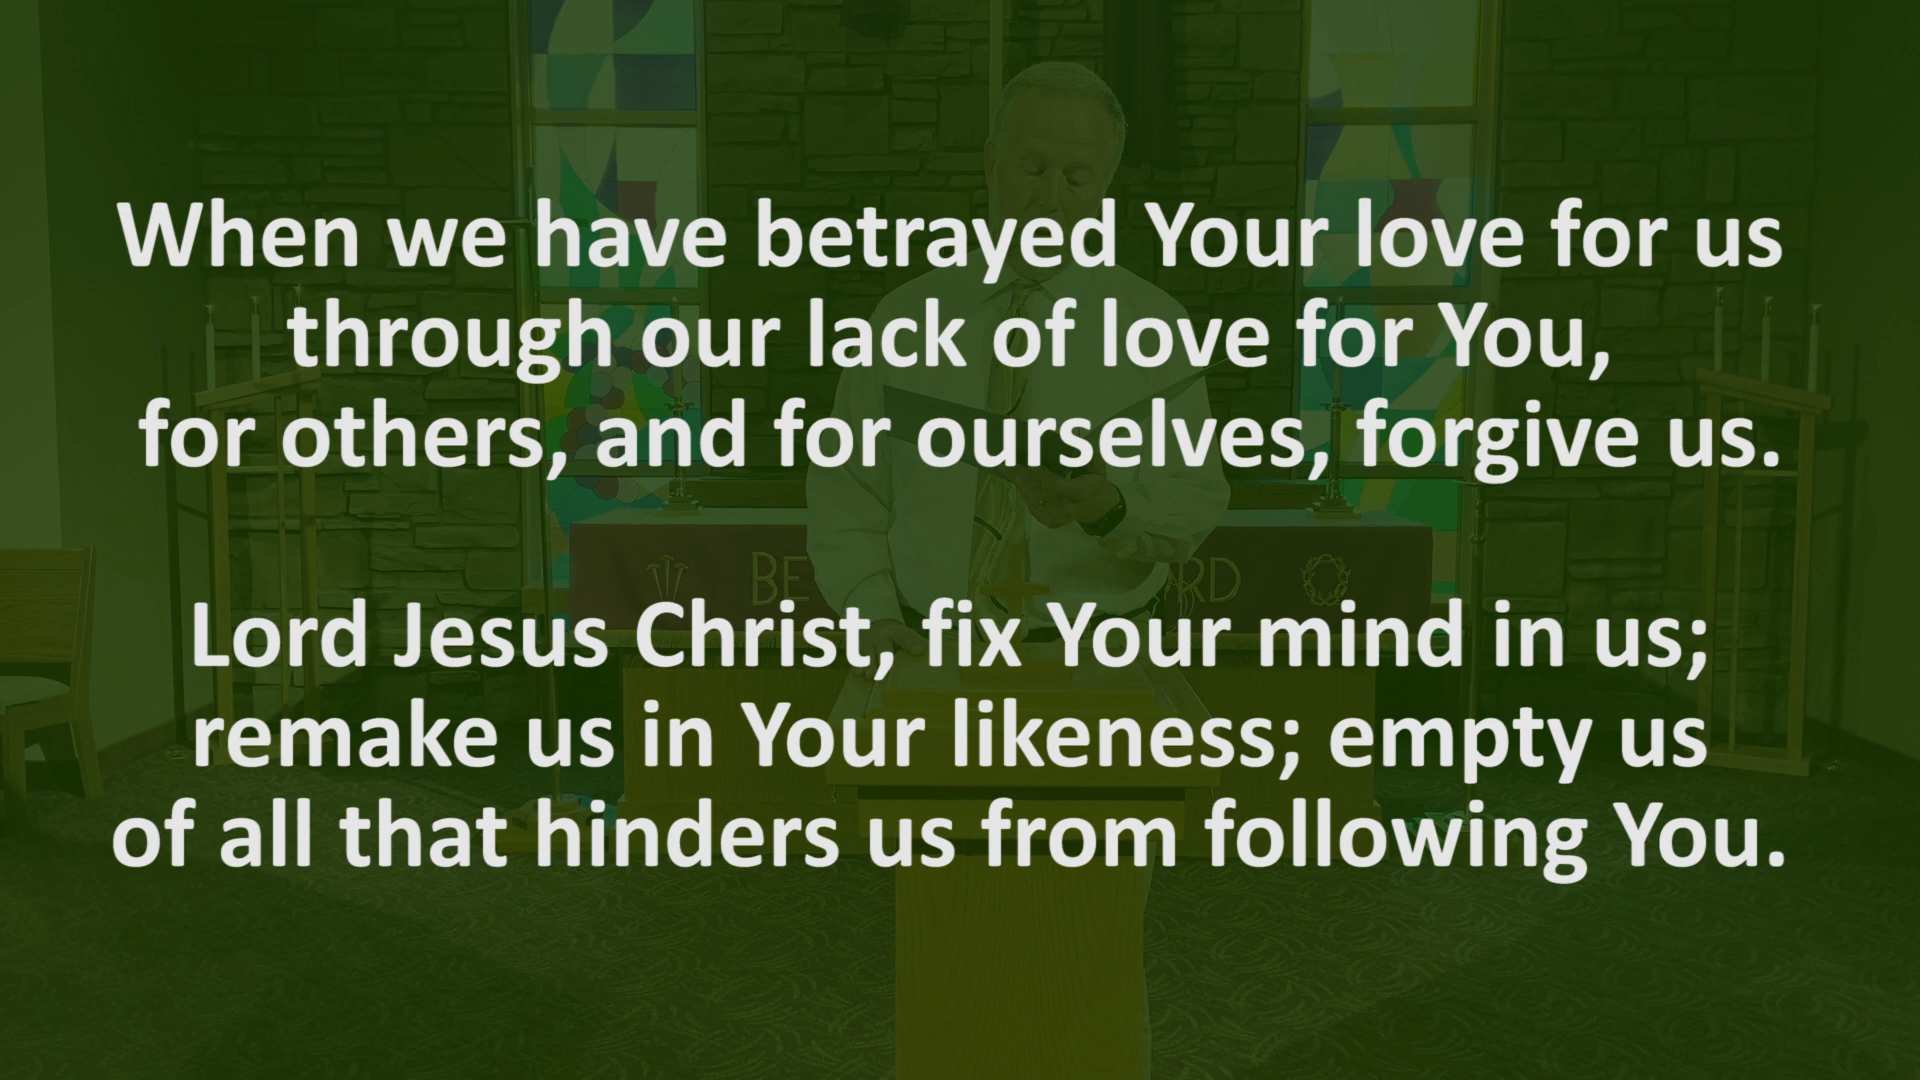 When we have betrayed Your love for us
through our lack of love for You,
for others, and for ourselves, forgive us.
Lord Jesus Christ, fix Your mind in us;
remake us in Your likeness; empty us
of all that hinders us from following You.